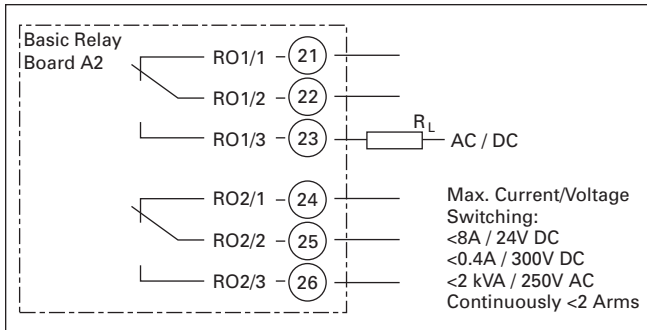 Basic Relay
Board A2
RO1/1 21
RO1/2 22
RO1/3 23
R_L
AC / DC
RO2/1 24
RO2/2 25
RO2/3 26
Max. Current/Voltage
Switching:
<8A / 24V DC
<0.4A / 300V DC
<2 kVA / 250V AC
Continuously <2 Arms